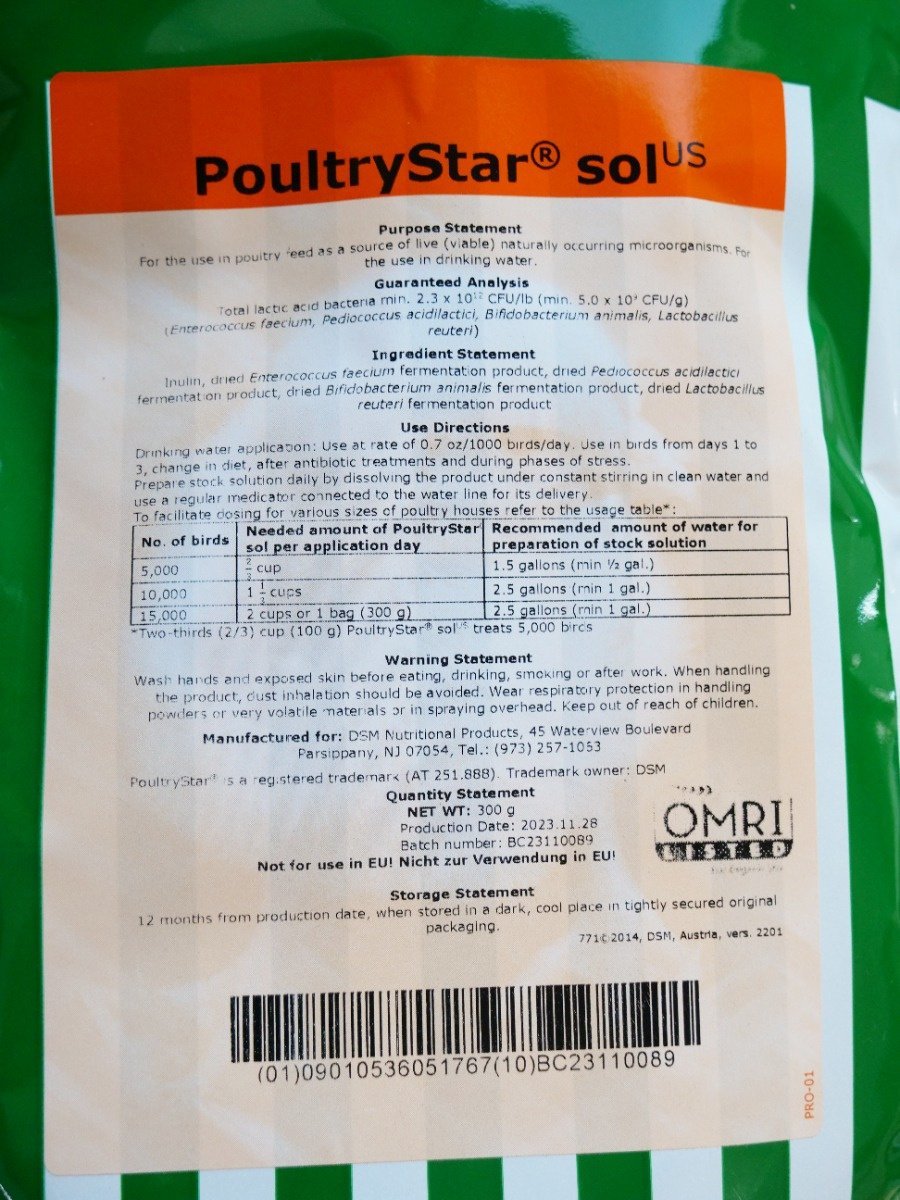 PoultryStar® solUS
Purpose Statement
For the use in poultry feed as a source of live (viable) naturally occurring microorganisms. For
the use in drinking water.
Guaranteed Analysis
Total lactic acid bacteria min. 2.3 x 10¹² CFU/lb (min. 5.0 x 10⁹ CFU/g)
(Enterococcus faecium, Pediococcus acidilactici, Bifidobacterium animalis, Lactobacillus
reuteri)
Ingredient Statement
Inulin, dried Enterococcus faecium fermentation product, dried Pediococcus acidilactici
fermentation product, dried Bifidobacterium animalis fermentation product, dried Lactobacillus
reuteri fermentation product
Use Directions
Drinking water application: Use at rate of 0.7 oz/1000 birds/day. Use in birds from days 1 to
3, change in diet, after antibiotic treatments and during phases of stress.
Prepare stock solution daily by dissolving the product under constant stirring in clean water and
use a regular medicator connected to the water line for its delivery.
To facilitate dosing for various sizes of poultry houses refer to the usage table*:
No. of birds Needed amount of PoultryStar sol per application day Recommended amount of water for preparation of stock solution
5,000 2/3 cup 1.5 gallons (min ½ gal.)
10,000 1 1/3 cups 2.5 gallons (min 1 gal.)
15,000 2 cups or 1 bag (300 g) 2.5 gallons (min 1 gal.)
*Two-thirds (2/3) cup (100 g) PoultryStar® solUS treats 5,000 birds
Warning Statement
Wash hands and exposed skin before eating, drinking, smoking or after work. When handling
the product, dust inhalation should be avoided. Wear respiratory protection in handling
powders or very volatile materials or in spraying overhead. Keep out of reach of children.
Manufactured for: DSM Nutritional Products, 45 Waterview Boulevard
Parsippany, NJ 07054, Tel.: (973) 257-1063
PoultryStar® is a registered trademark (AT 251.888). Trademark owner: DSM
Quantity Statement
NET WT: 300 g
Production Date: 2023.11.28
Batch number: BC23110089
Not for use in EU! Nicht zur Verwendung in EU!
OMRI
LISTED
Storage Statement
12 months from production date, when stored in a dark, cool place in tightly secured original
packaging.
2014, DSM, Austria, vers. 2201
(01)09010536051767(10)BC23110089
PRO-01